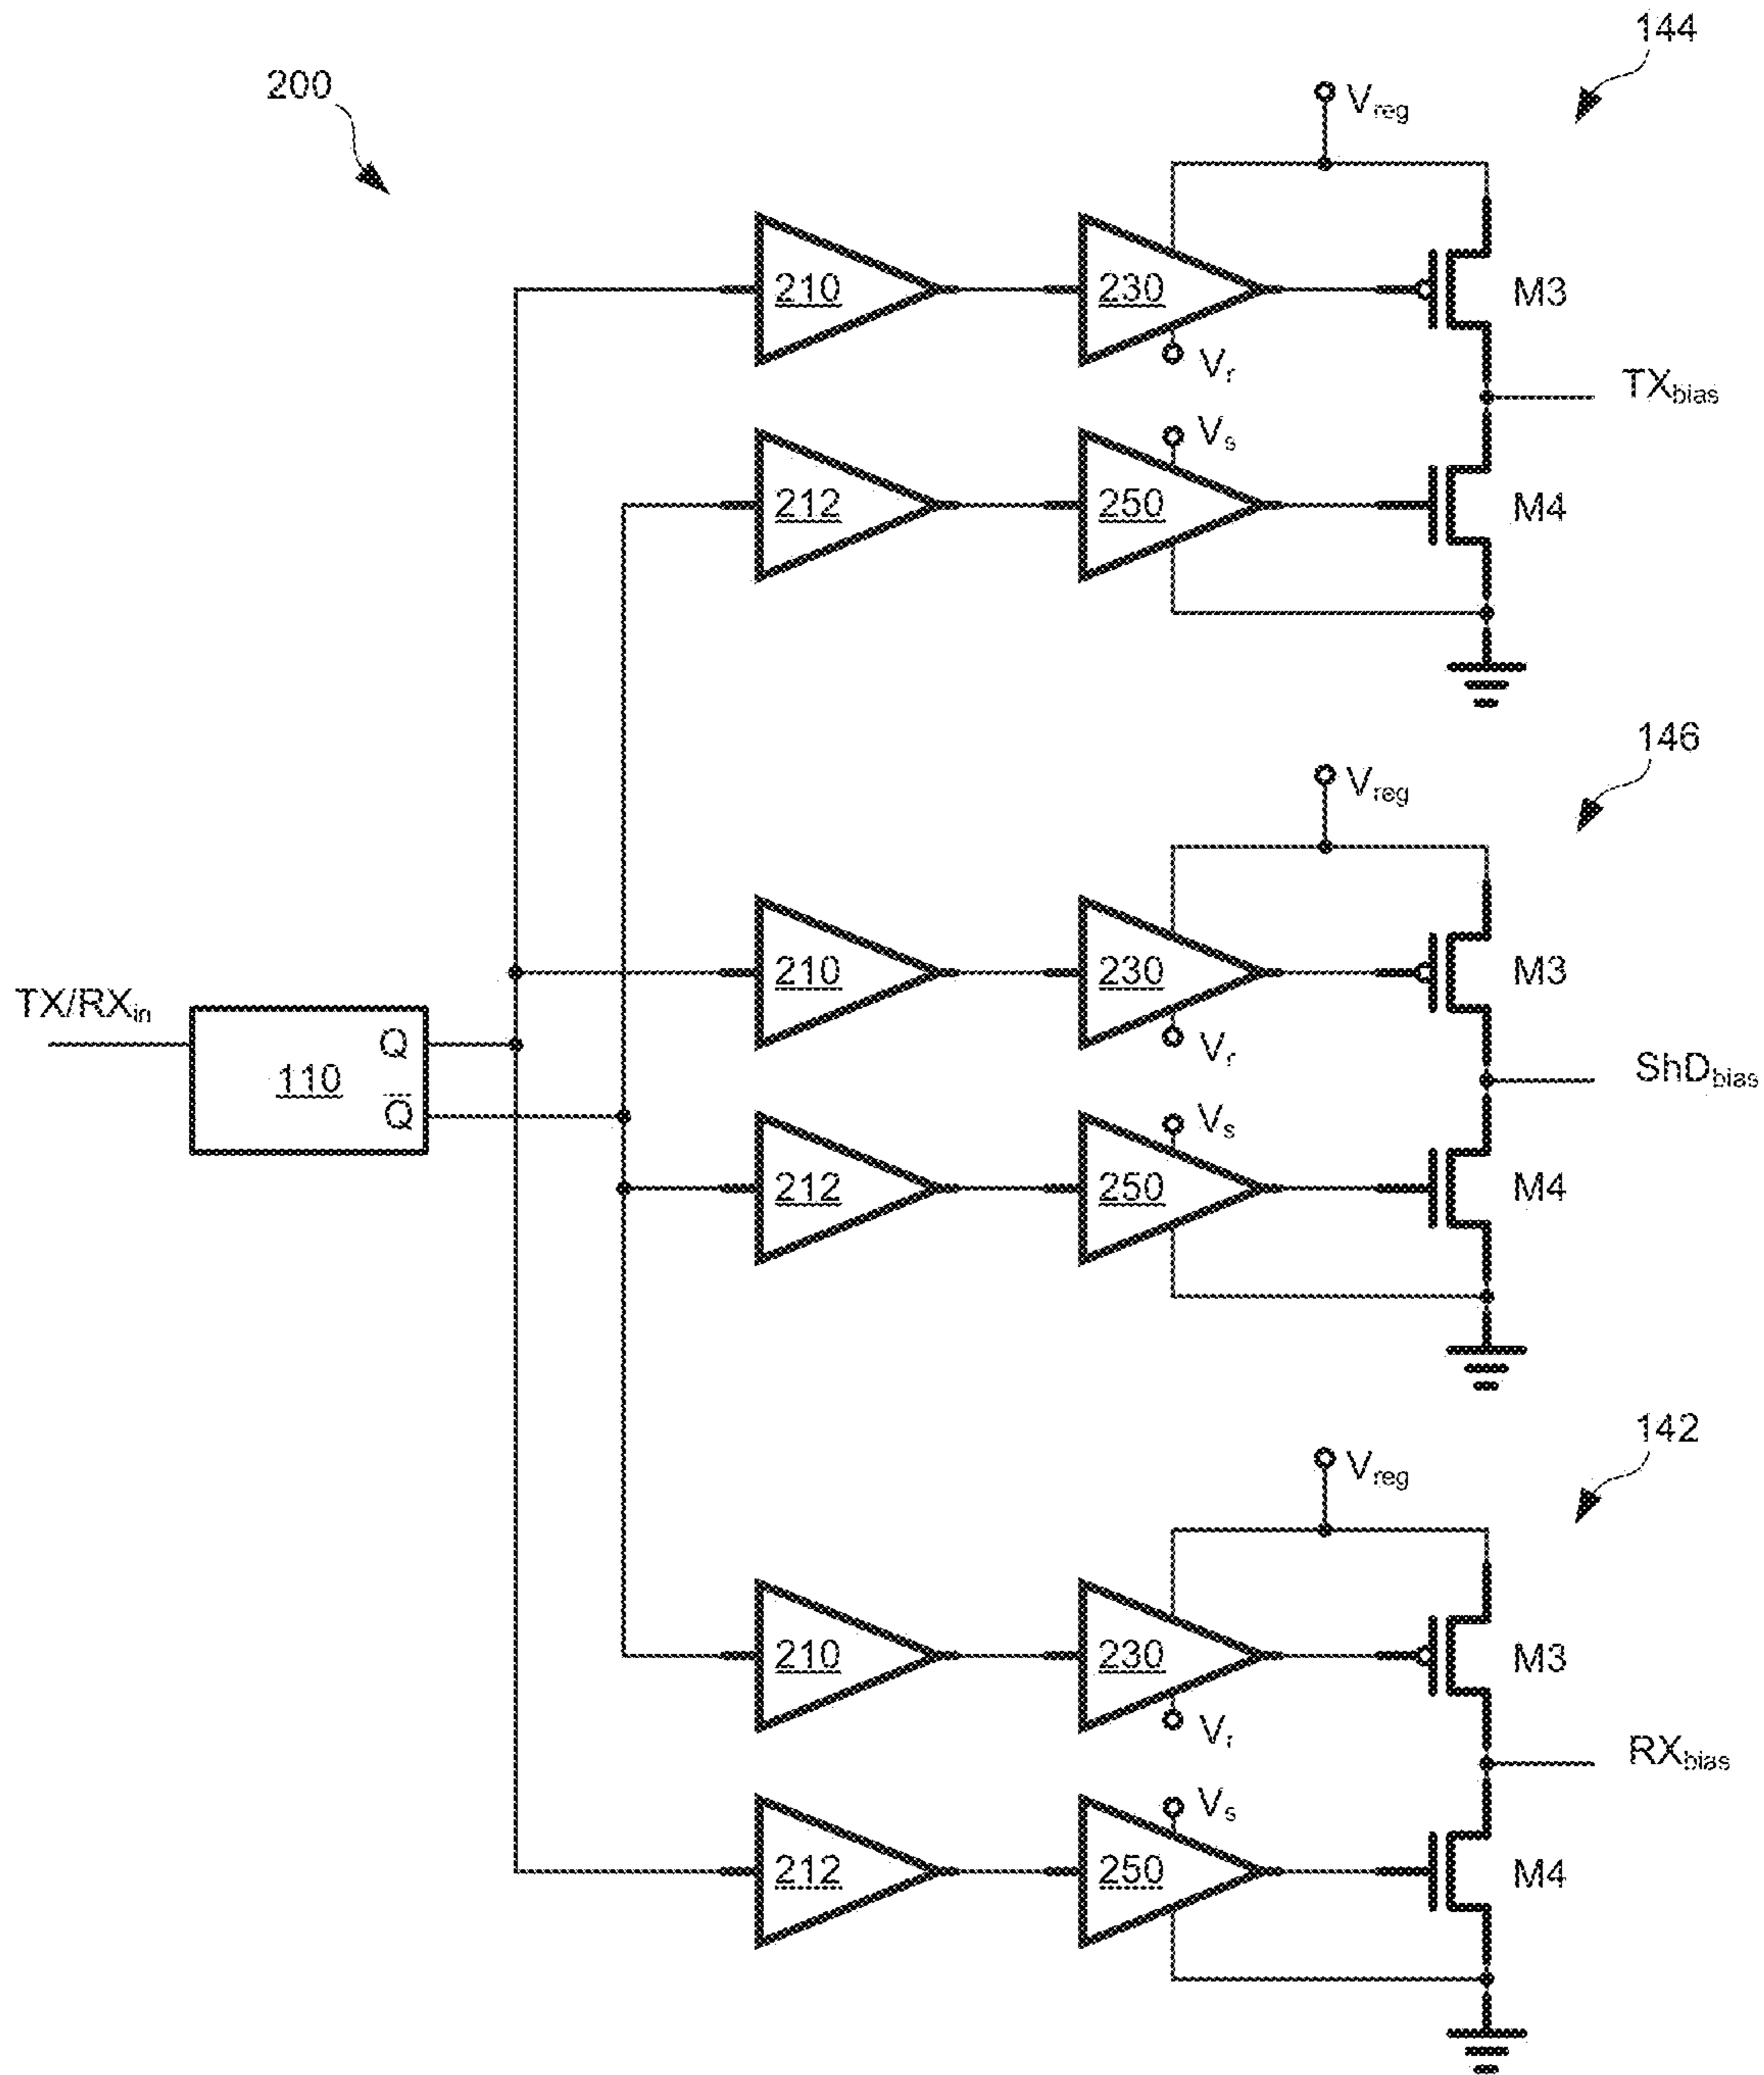 144
200
Vreg
210
230
M3
Vr
TXbias
Vs
212
250
M4
146
Vreg
210
230
M3
TX/RXin
Q
Vr
110
ShDbias
Q̅
Vs
212
250
M4
142
Vreg
210
230
M3
Vr
RXbias
Vs
212
250
M4